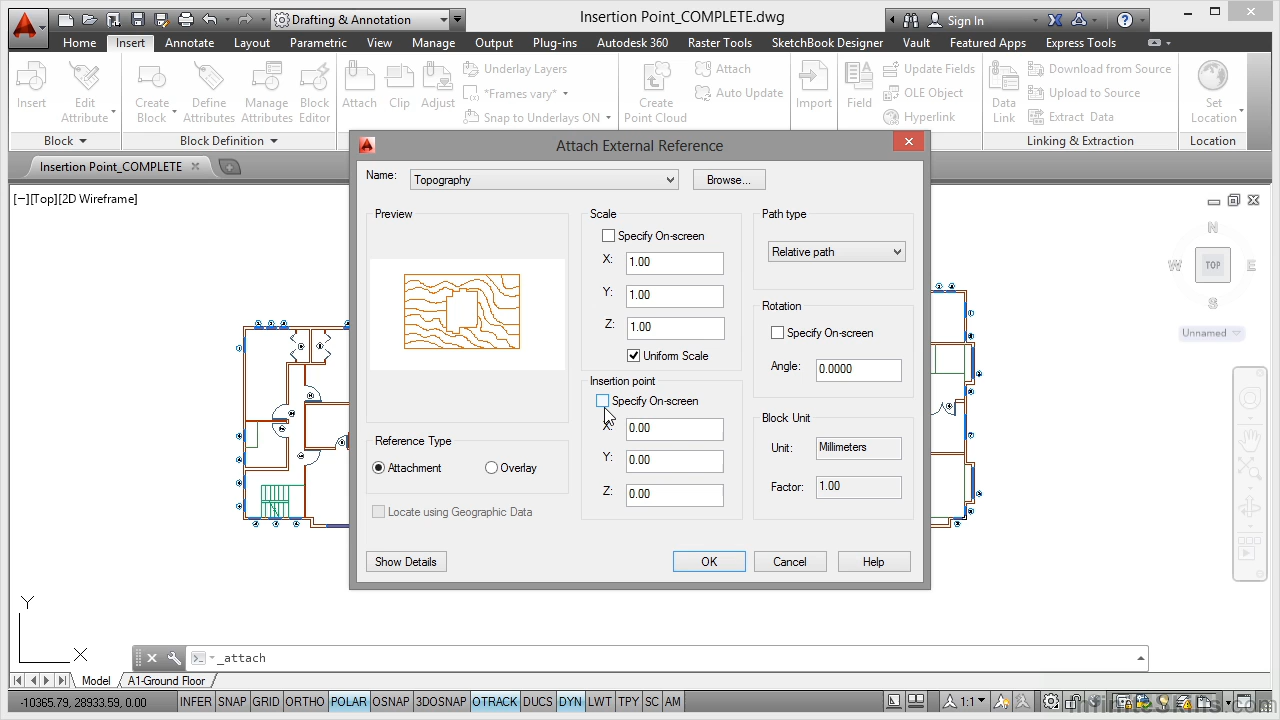 Drafting & Annotation
Insertion Point_COMPLETE.dwg
Sign In
Home Insert Annotate Layout Parametric View Manage Output Plug-ins Autodesk 360 Raster Tools SketchBook Designer Vault Featured Apps Express Tools
Insert
Edit
Attribute
Create
Block
Define
Attributes
Manage
Attributes
Block
Editor
Attach
Clip
Adjust
Underlay Layers
*Frames vary*
Snap to Underlays ON
Create
Point Cloud
Attach
Auto Update
Import
Field
Update Fields
OLE Object
Hyperlink
Data
Link
Download from Source
Upload to Source
Extract Data
Set
Location
Block
Block Definition
Linking & Extraction
Location
Insertion Point_COMPLETE
[−][Top][2D Wireframe]
Attach External Reference
Name: Topography Browse...
Preview
Scale
Specify On-screen
X: 1.00
Y: 1.00
Z: 1.00
Uniform Scale
Path type
Relative path
Insertion point
Specify On-screen
X: 0.00
Y: 0.00
Z: 0.00
Rotation
Specify On-screen
Angle: 0.0000
Reference Type
Attachment Overlay
Locate using Geographic Data
Block Unit
Unit: Millimeters
Factor: 1.00
Show Details OK Cancel Help
N
W TOP E
S
Unnamed
Y
X
_attach
Model A1-Ground Floor
-10365.79, 28933.59, 0.00 INFER SNAP GRID ORTHO POLAR OSNAP 3DOSNAP OTRACK DUCS DYN LWT TPY SC AM 1:1
InfiniteSkills.com